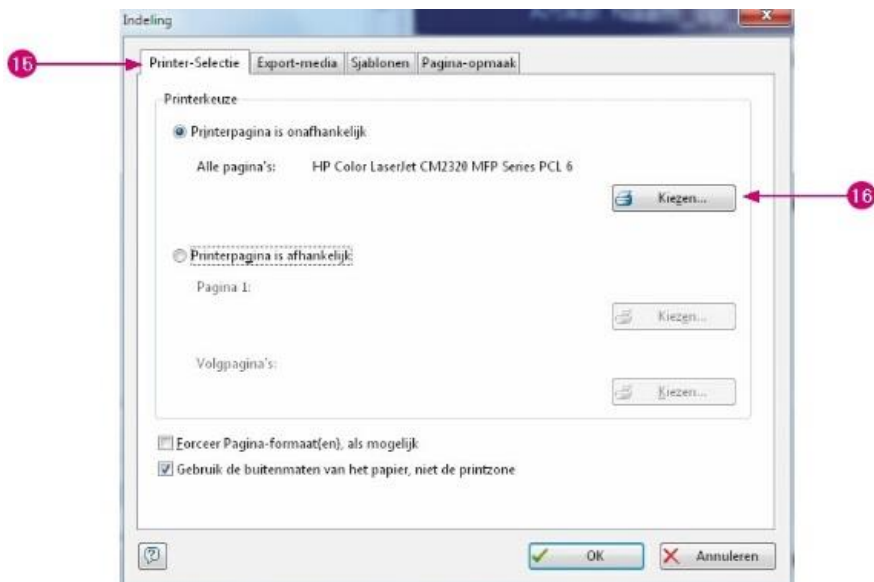 Indeling
15
Printer-Selectie Export-media Sjablonen Pagina-opmaak
Printerkeuze
Printerpagina is onafhankelijk
Alle pagina's: HP Color LaserJet CM2320 MFP Series PCL 6
Kiezen...
16
Printerpagina is afhankelijk
Pagina 1:
Kiezen...
Volgpagina's:
Kiezen...
Forceer Pagina-formaat(en), als mogelijk
Gebruik de buitenmaten van het papier, niet de printzone
OK Annuleren